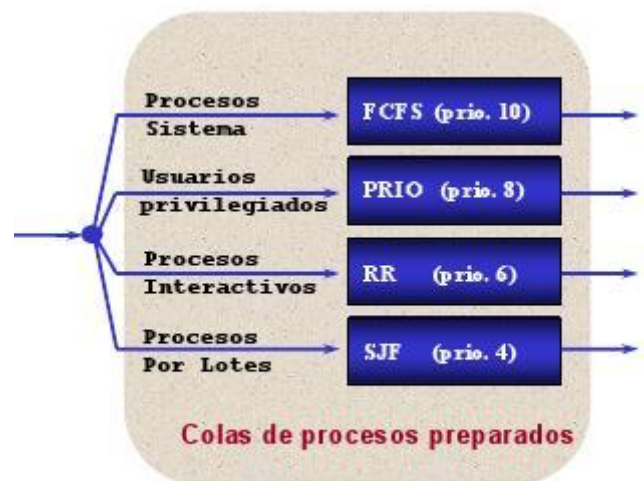 Procesos
Sistema
FCFS (prio. 10)
Usuarios
privilegiados
PRIO (prio. 8)
Procesos
Interactivos
RR (prio. 6)
Procesos
Por Lotes
SJF (prio. 4)
Colas de procesos preparados